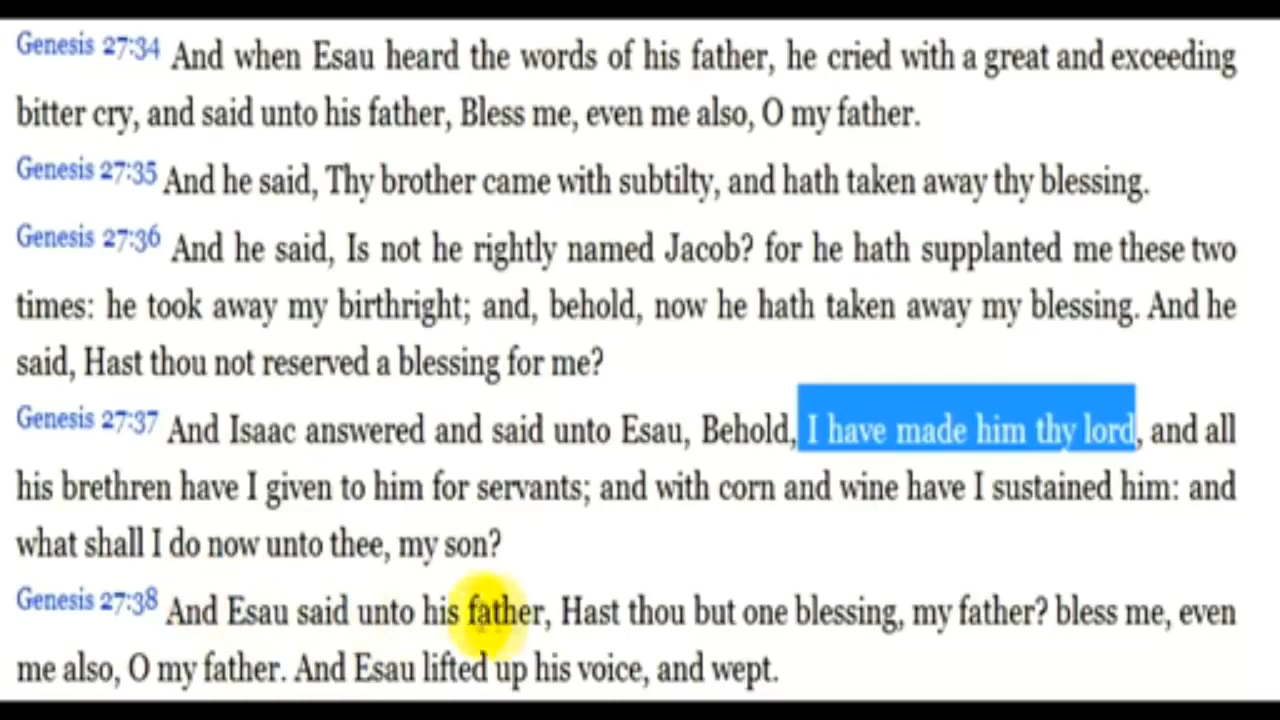 Genesis 27:34 And when Esau heard the words of his father, he cried with a great and exceeding
bitter cry, and said unto his father, Bless me, even me also, O my father.
Genesis 27:35 And he said, Thy brother came with subtilty, and hath taken away thy blessing.
Genesis 27:36 And he said, Is not he rightly named Jacob? for he hath supplanted me these two
times: he took away my birthright; and, behold, now he hath taken away my blessing. And he
said, Hast thou not reserved a blessing for me?
Genesis 27:37 And Isaac answered and said unto Esau, Behold, I have made him thy lord, and all
his brethren have I given to him for servants; and with corn and wine have I sustained him: and
what shall I do now unto thee, my son?
Genesis 27:38 And Esau said unto his father, Hast thou but one blessing, my father? bless me, even
me also, O my father. And Esau lifted up his voice, and wept.